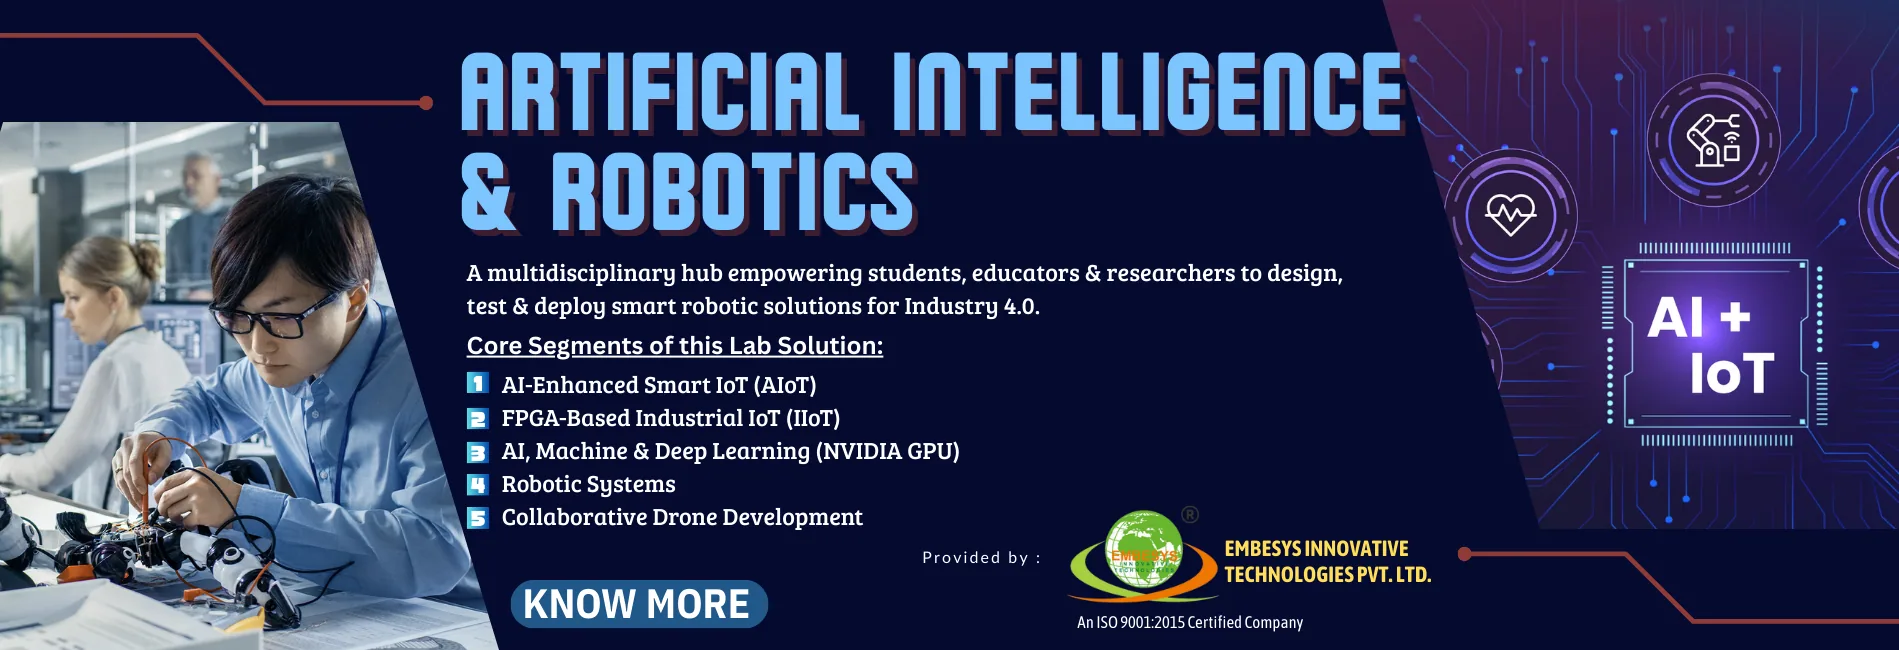 ARTIFICIAL INTELLIGENCE
& ROBOTICS
A multidisciplinary hub empowering students, educators & researchers to design,
test & deploy smart robotic solutions for Industry 4.0.
Core Segments of this Lab Solution:
1 AI-Enhanced Smart IoT (AIoT)
2 FPGA-Based Industrial IoT (IIoT)
3 AI, Machine & Deep Learning (NVIDIA GPU)
4 Robotic Systems
5 Collaborative Drone Development
KNOW MORE
Provided by :
®
EMBESYS
INNOVATIVE
TECHNOLOGIES
EMBESYS INNOVATIVE
TECHNOLOGIES PVT. LTD.
An ISO 9001:2015 Certified Company
AI +
IoT